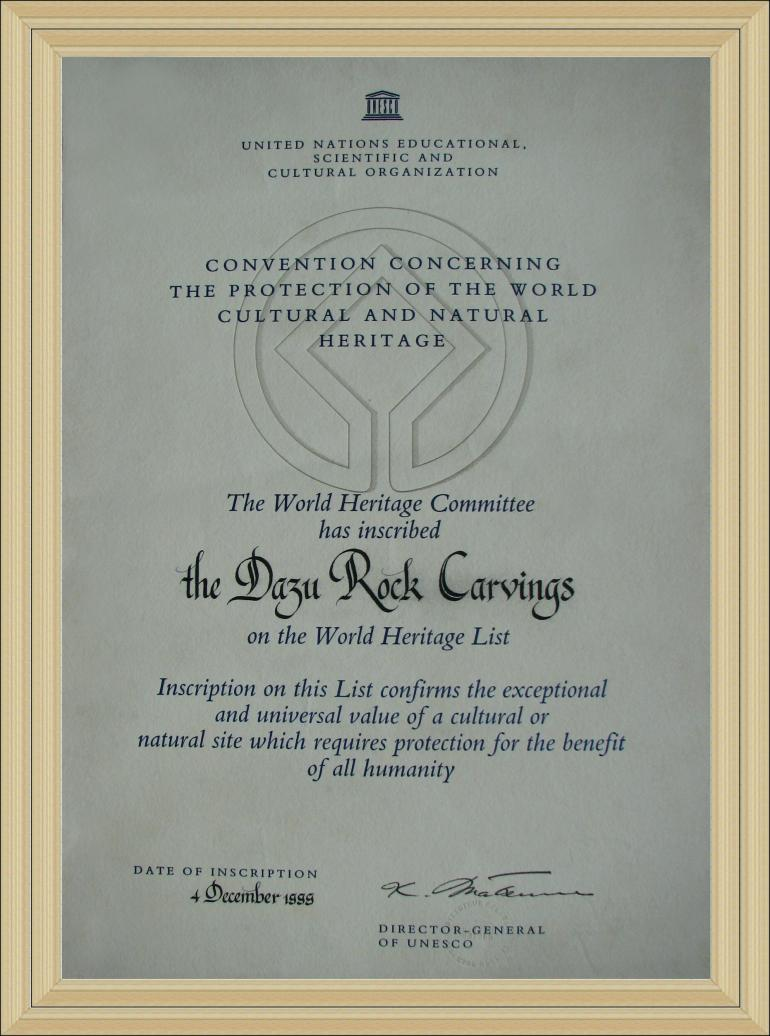 UNESCO
UNITED NATIONS EDUCATIONAL,
SCIENTIFIC AND
CULTURAL ORGANIZATION
CONVENTION CONCERNING
THE PROTECTION OF THE WORLD
CULTURAL AND NATURAL
HERITAGE
The World Heritage Committee
has inscribed
the Dazu Rock Carvings
on the World Heritage List
Inscription on this List confirms the exceptional
and universal value of a cultural or
natural site which requires protection for the benefit
of all humanity
DATE OF INSCRIPTION
4 December 1999
DIRECTOR-GENERAL
OF UNESCO